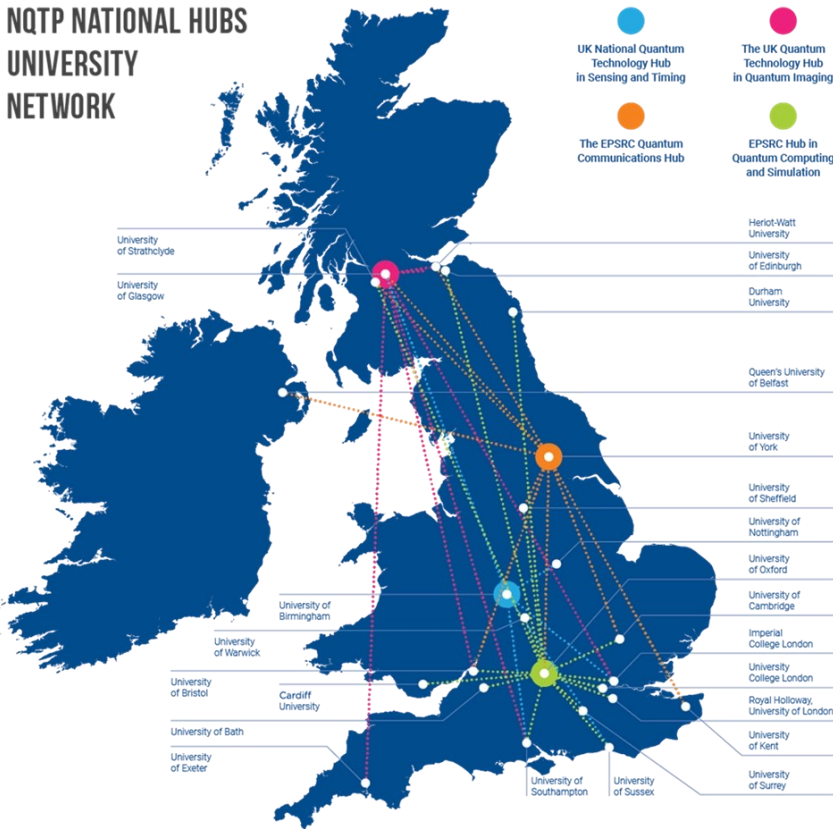 NQTP NATIONAL HUBS
UNIVERSITY
NETWORK
UK National Quantum
Technology Hub
in Sensing and Timing
The UK Quantum
Technology Hub
in Quantum Imaging
The EPSRC Quantum
Communications Hub
EPSRC Hub in
Quantum Computing
and Simulation
University
of Strathclyde
University
of Glasgow
Heriot-Watt
University
University
of Edinburgh
Durham
University
Queen's University
of Belfast
University
of York
University
of Sheffield
University of
Nottingham
University
of Oxford
University of
Cambridge
Imperial
College London
University
College London
Royal Holloway,
University of London
University
of Kent
University
of Surrey
University of
Birmingham
University
of Warwick
University
of Bristol
Cardiff
University
University of Bath
University
of Exeter
University of
Southampton
University
of Sussex